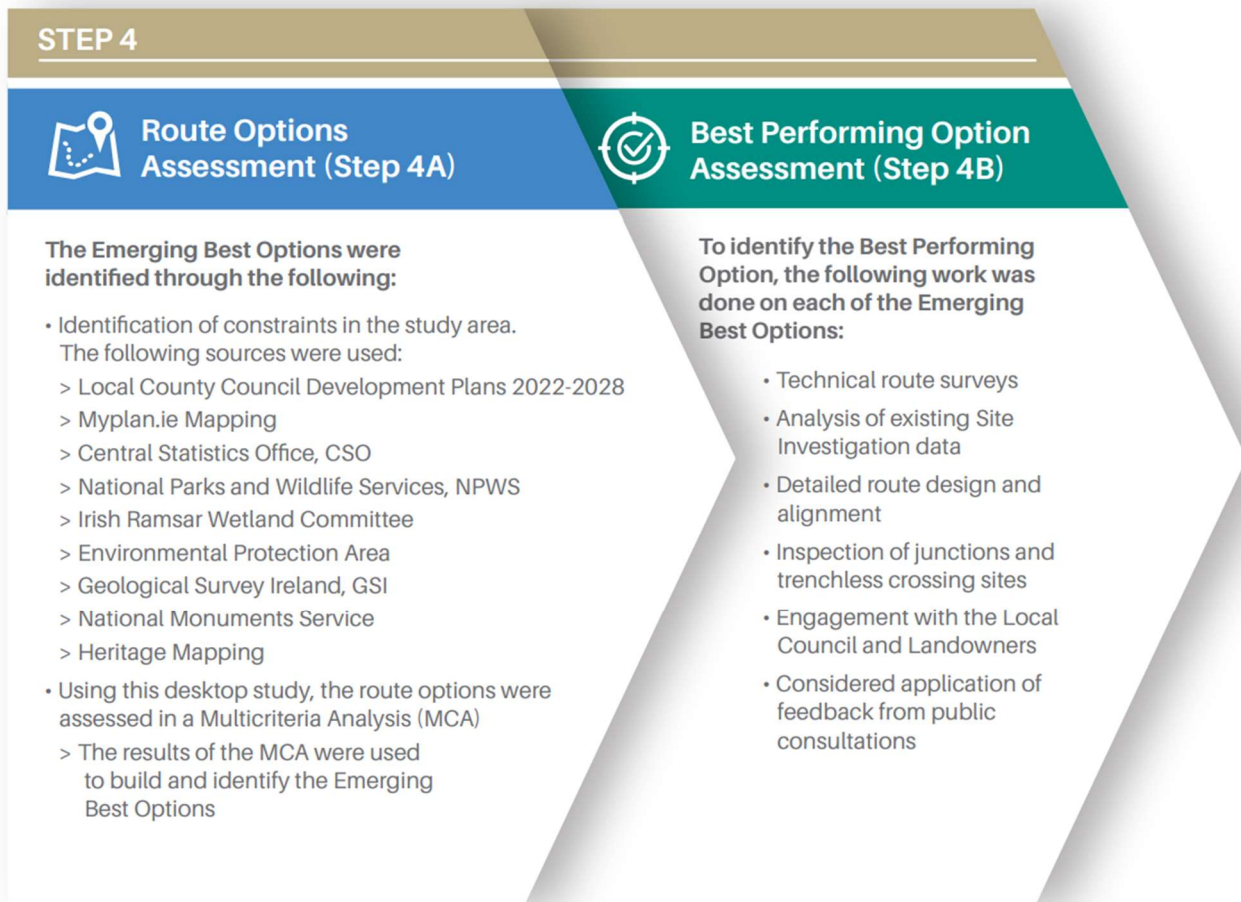 STEP 4
Route Options
Assessment (Step 4A)
The Emerging Best Options were
identified through the following:
• Identification of constraints in the study area.
The following sources were used:
> Local County Council Development Plans 2022-2028
> Myplan.ie Mapping
> Central Statistics Office, CSO
> National Parks and Wildlife Services, NPWS
> Irish Ramsar Wetland Committee
> Environmental Protection Area
> Geological Survey Ireland, GSI
> National Monuments Service
> Heritage Mapping
• Using this desktop study, the route options were
assessed in a Multicriteria Analysis (MCA)
> The results of the MCA were used
to build and identify the Emerging
Best Options
Best Performing Option
Assessment (Step 4B)
To identify the Best Performing
Option, the following work was
done on each of the Emerging
Best Options:
• Technical route surveys
• Analysis of existing Site
Investigation data
• Detailed route design and
alignment
• Inspection of junctions and
trenchless crossing sites
• Engagement with the Local
Council and Landowners
• Considered application of
feedback from public
consultations